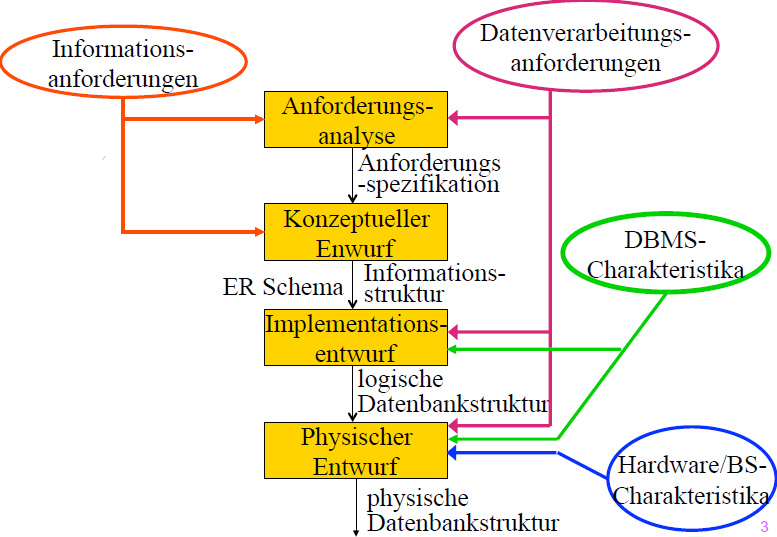 Informations-
anforderungen
Datenverarbeitungs-
anforderungen
Anforderungs-
analyse
Anforderungs
-spezifikation
Konzeptueller
Enwurf
DBMS-
Charakteristika
ER Schema
Informations-
struktur
Implementations-
entwurf
logische
Datenbankstruktur
Physischer
Entwurf
Hardware/BS-
Charakteristika
physische
Datenbankstruktur
3